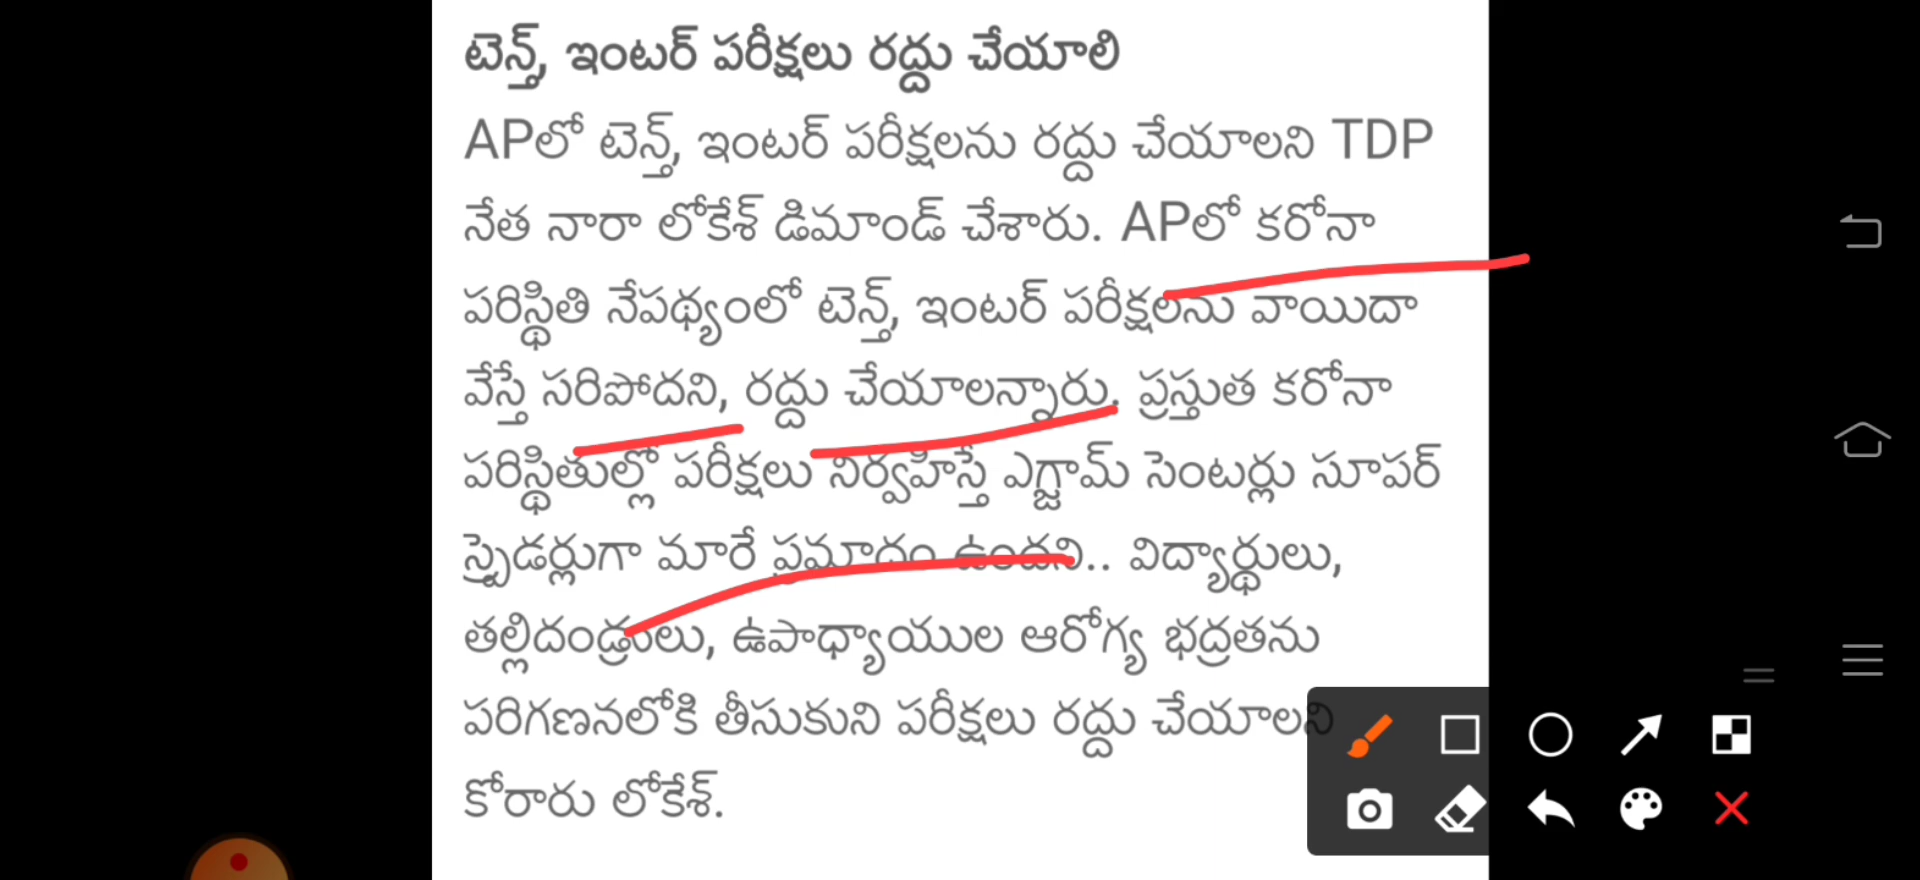 టెన్త్, ఇంటర్ పరీక్షలు రద్దు చేయాలి
APలో టెన్త్, ఇంటర్ పరీక్షలను రద్దు చేయాలని TDP
నేత నారా లోకేశ్ డిమాండ్ చేశారు. APలో కరోనా
పరిస్థితి నేపథ్యంలో టెన్త్, ఇంటర్ పరీక్షలను వాయిదా
వేస్తే సరిపోదని, రద్దు చేయాలన్నారు. ప్రస్తుత కరోనా
పరిస్థితుల్లో పరీక్షలు నిర్వహిస్తే ఎగ్జామ్ సెంటర్లు సూపర్
స్ప్రెడర్లుగా మారే ప్రమాదం ఉందని.. విద్యార్థులు,
తల్లిదండ్రులు, ఉపాధ్యాయుల ఆరోగ్య భద్రతను
పరిగణనలోకి తీసుకుని పరీక్షలు రద్దు చేయాలని
కోరారు లోకేశ్.